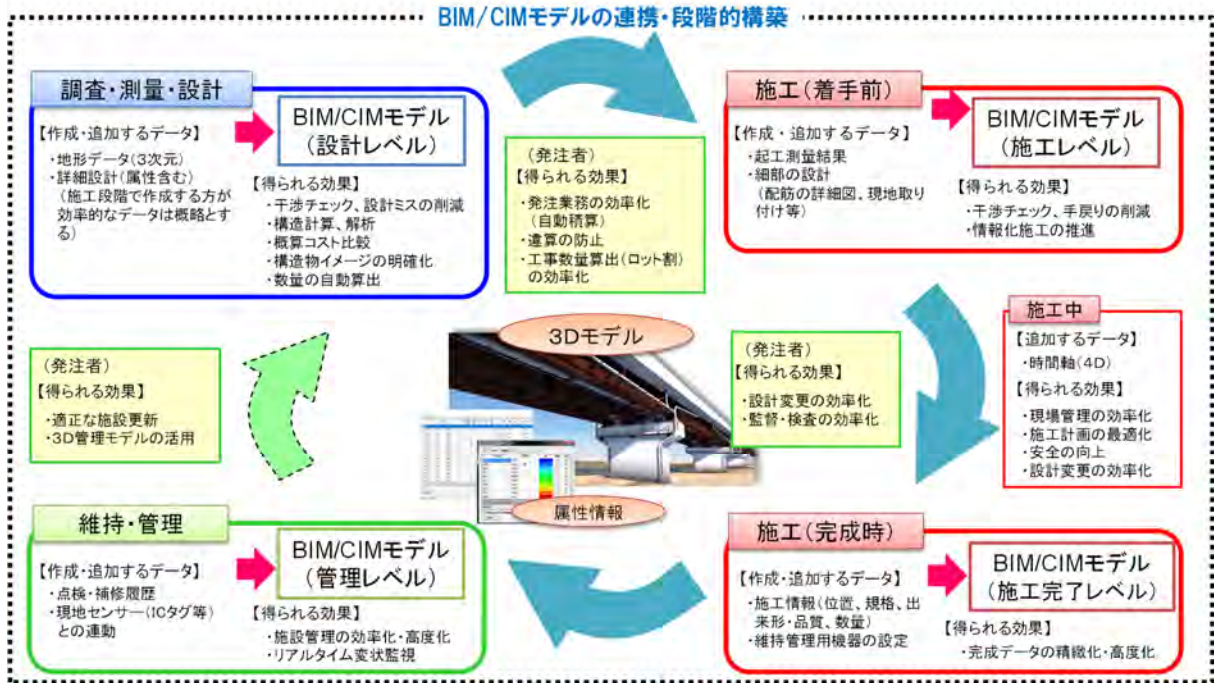 BIM/CIMモデルの連携・段階的構築
調査・測量・設計
【作成・追加するデータ】
・地形データ(3次元)
・詳細設計(属性含む)
(施工段階で作成する方が
効率的なデータは概略とす
る)
BIM/CIMモデル
(設計レベル)
【得られる効果】
・干渉チェック、設計ミスの削減
・構造計算、解析
・概算コスト比較
・構造物イメージの明確化
・数量の自動算出
(発注者)
【得られる効果】
・発注業務の効率化
(自動積算)
・違算の防止
・工事数量算出(ロット割)
の効率化
施工(着手前)
【作成・追加するデータ】
・起工測量結果
・細部の設計
(配筋の詳細図、現地取り
付け等)
BIM/CIMモデル
(施工レベル)
【得られる効果】
・干渉チェック、手戻りの削減
・情報化施工の推進
施工中
【追加するデータ】
・時間軸(4D)
【得られる効果】
・現場管理の効率化
・施工計画の最適化
・安全の向上
・設計変更の効率化
(発注者)
【得られる効果】
・設計変更の効率化
・監督・検査の効率化
3Dモデル
属性情報
(発注者)
【得られる効果】
・適正な施設更新
・3D管理モデルの活用
維持・管理
【作成・追加するデータ】
・点検・補修履歴
・現地センサー(ICタグ等)
との連動
BIM/CIMモデル
(管理レベル)
【得られる効果】
・施設管理の効率化・高度化
・リアルタイム変状監視
施工(完成時)
【作成・追加するデータ】
・施工情報(位置、規格、出
来形・品質、数量)
・維持管理用機器の設定
BIM/CIMモデル
(施工完了レベル)
【得られる効果】
・完成データの精緻化・高度化